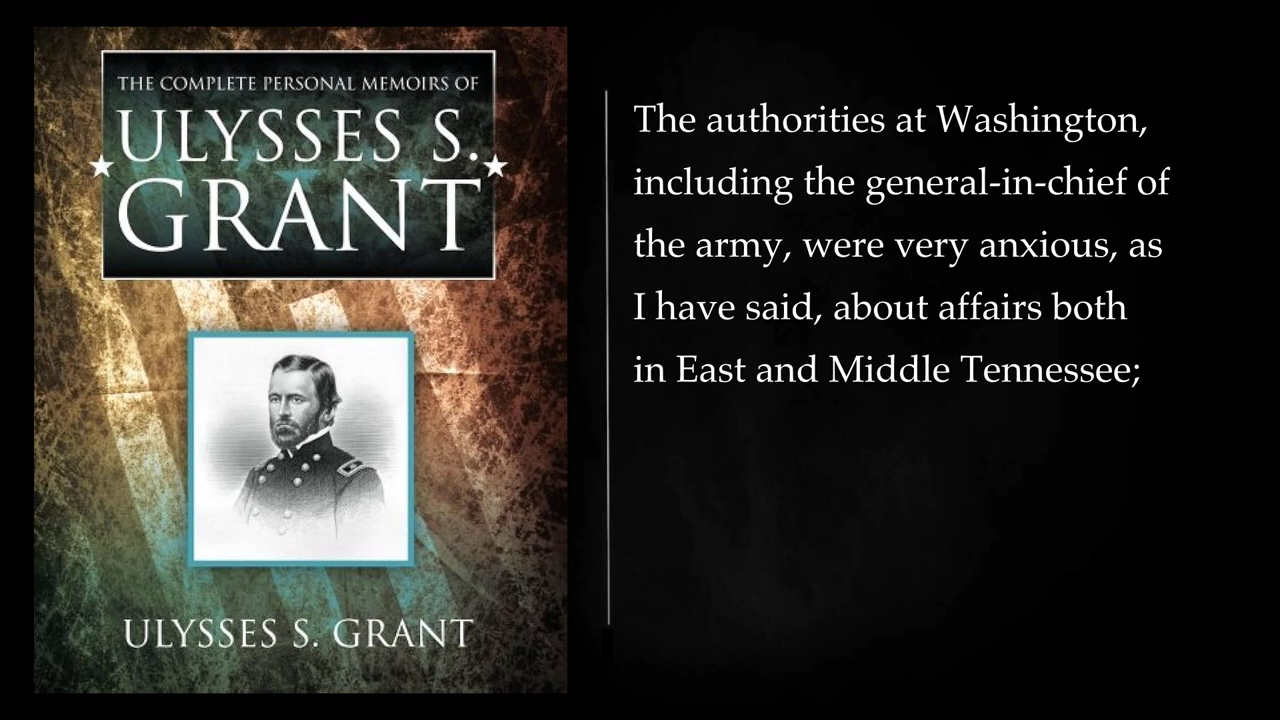 THE COMPLETE PERSONAL MEMOIRS OF
ULYSSES S.
GRANT
ULYSSES S. GRANT
The authorities at Washington,
including the general-in-chief of
the army, were very anxious, as
I have said, about affairs both
in East and Middle Tennessee;